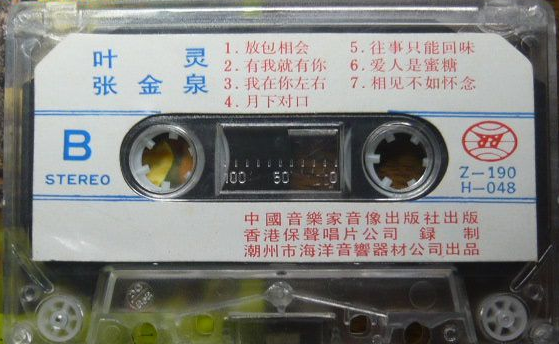 叶 灵
张 金 泉
1. 放包相会
2. 有我就有你
3. 我在你左右
4. 月下对口
5. 往事只能回味
6. 爱人是蜜糖
7. 相见不如怀念
B
STEREO
100 50 0
Z-190
H-048
中國音樂家音像出版社出版
香港保聲唱片公司 録 制
潮州市海洋音響器材公司出品